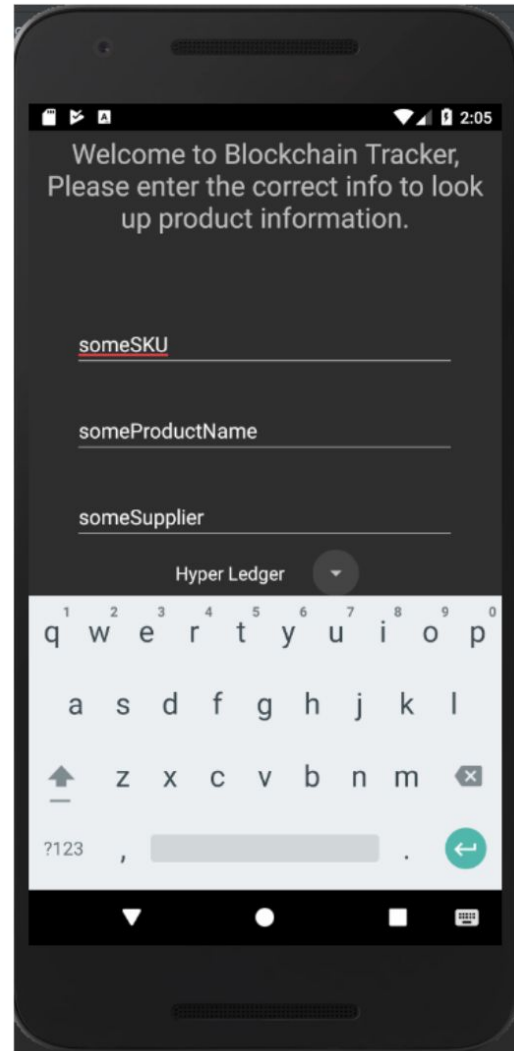 2:05
Welcome to Blockchain Tracker,
Please enter the correct info to look
up product information.
someSKU
someProductName
someSupplier
Hyper Ledger
1 2 3 4 5 6 7 8 9 0
q w e r t y u i o p
a s d f g h j k l
z x c v b n m
?123 , .